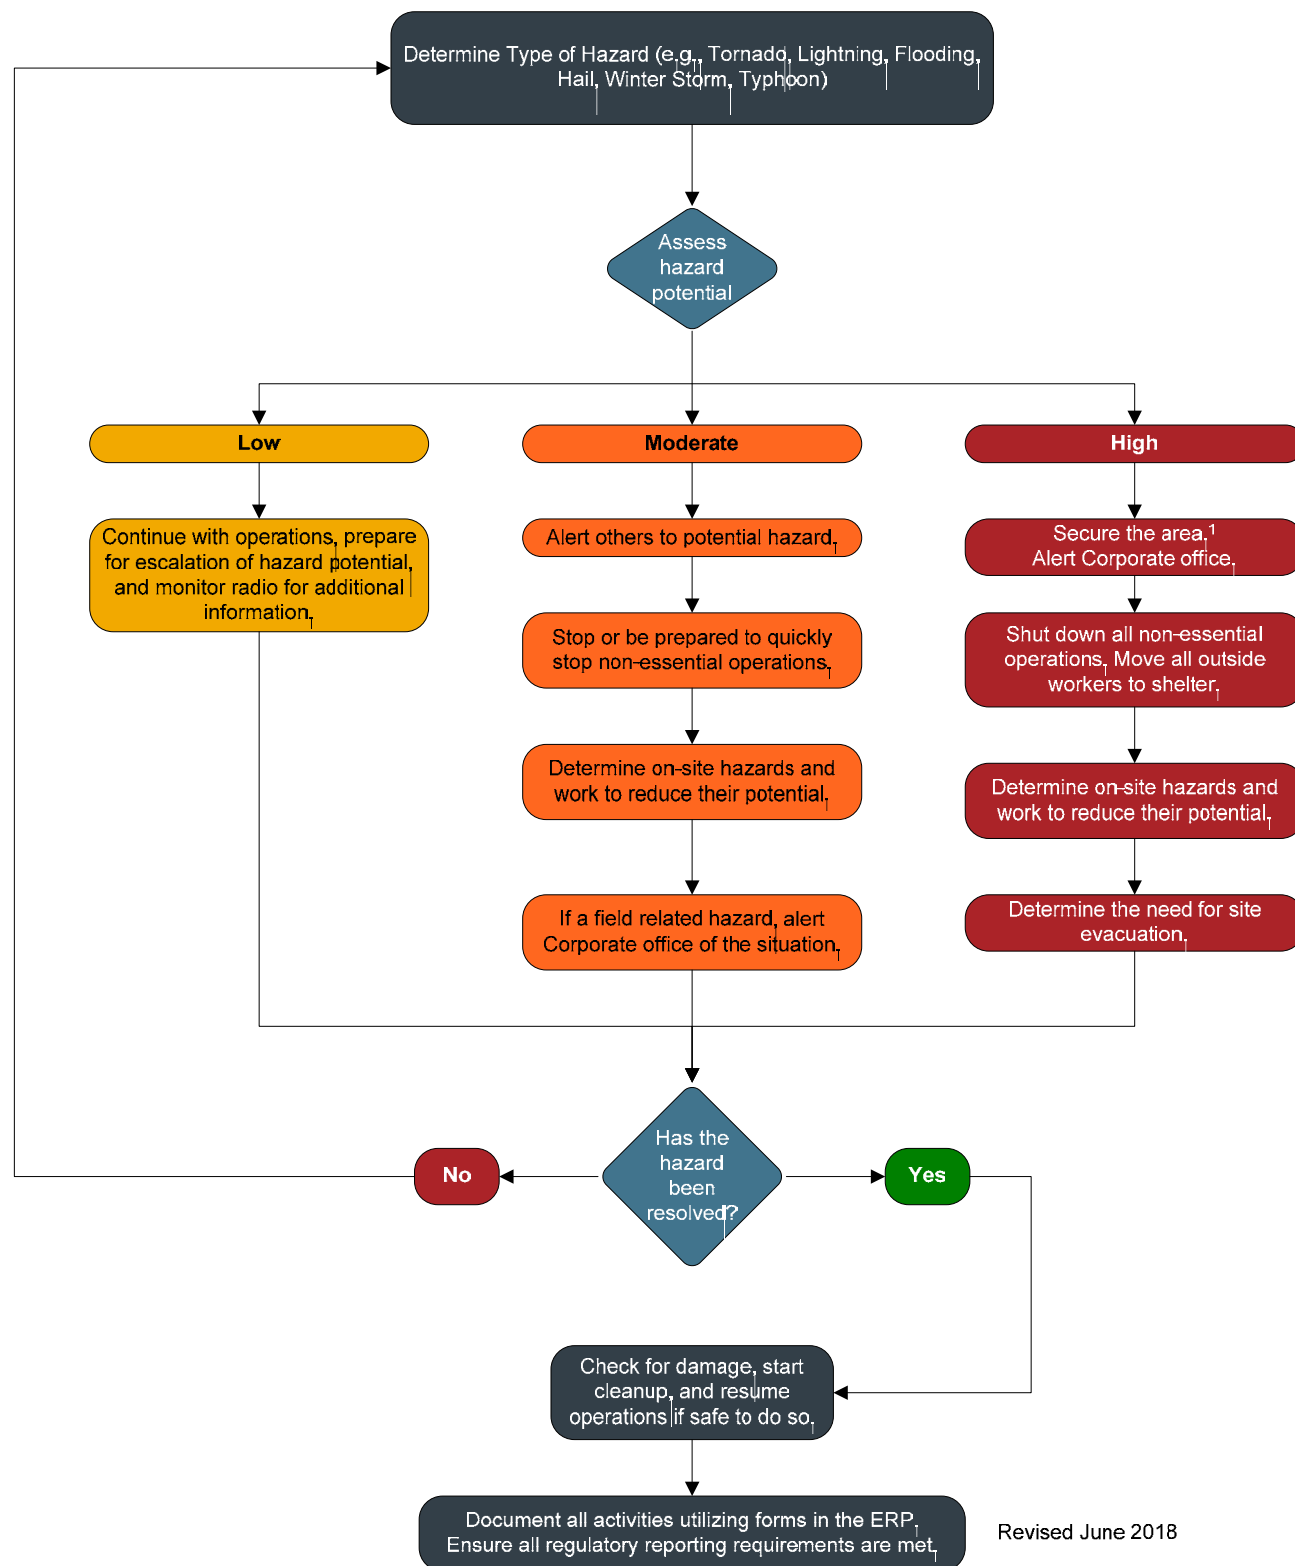 Determine Type of Hazard (e.g., Tornado, Lightning, Flooding,
Hail, Winter Storm, Typhoon)
Assess
hazard
potential
Low
Moderate
High
Continue with operations, prepare
for escalation of hazard potential,
and monitor radio for additional
information.
Alert others to potential hazard.
Stop or be prepared to quickly
stop non-essential operations.
Determine on-site hazards and
work to reduce their potential.
If a field related hazard, alert
Corporate office of the situation.
Secure the area.¹
Alert Corporate office.
Shut down all non-essential
operations. Move all outside
workers to shelter.
Determine on-site hazards and
work to reduce their potential.
Determine the need for site
evacuation.
Has the
hazard
been
resolved?
No
Yes
Check for damage, start
cleanup, and resume
operations if safe to do so.
Document all activities utilizing forms in the ERP.
Ensure all regulatory reporting requirements are met.
Revised June 2018